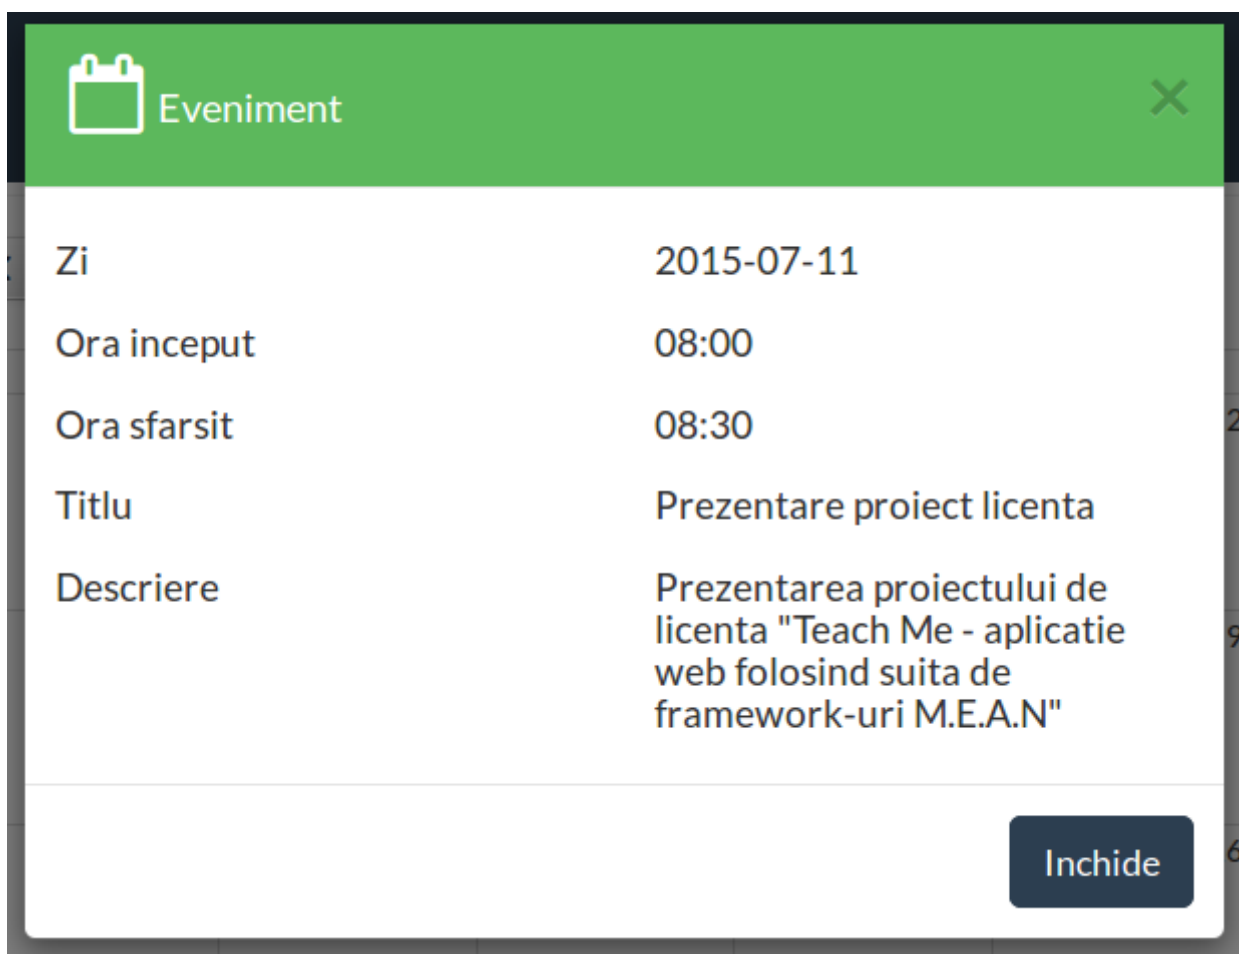 Eveniment
Zi 2015-07-11
Ora inceput 08:00
Ora sfarsit 08:30
Titlu Prezentare proiect licenta
Descriere Prezentarea proiectului de
licenta "Teach Me - aplicatie
web folosind suita de
framework-uri M.E.A.N"
Inchide